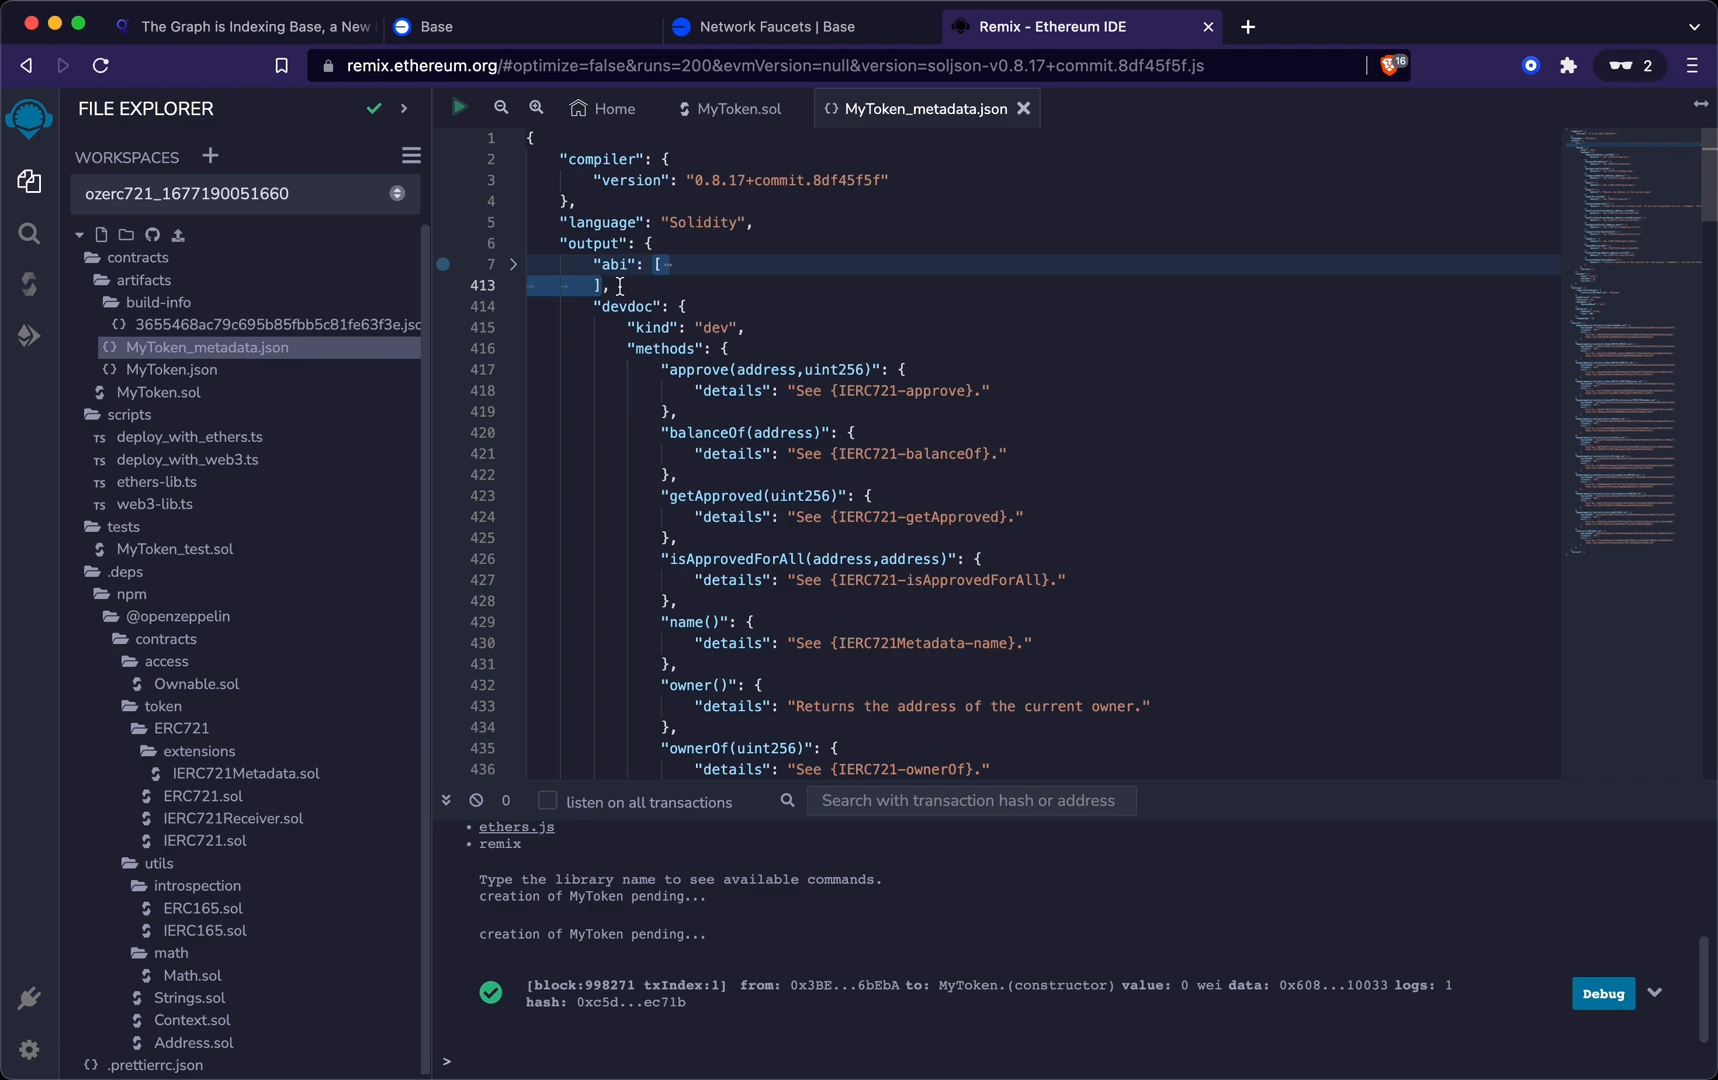 The Graph is Indexing Base, a New
Base
Network Faucets | Base
Remix - Ethereum IDE
remix.ethereum.org/#optimize=false&runs=200&evmVersion=null&version=soljson-v0.8.17+commit.8df45f5f.js
16
2
FILE EXPLORER
WORKSPACES
ozerc721_1677190051660
contracts
artifacts
build-info
3655468ac79c695b85fbb5c81fe63f3e.jsc
MyToken_metadata.json
MyToken.json
MyToken.sol
scripts
TS deploy_with_ethers.ts
TS deploy_with_web3.ts
TS ethers-lib.ts
TS web3-lib.ts
tests
MyToken_test.sol
.deps
npm
@openzeppelin
contracts
access
Ownable.sol
token
ERC721
extensions
IERC721Metadata.sol
ERC721.sol
IERC721Receiver.sol
IERC721.sol
utils
introspection
ERC165.sol
IERC165.sol
math
Math.sol
Strings.sol
Context.sol
Address.sol
{} .prettierrc.json
Home
MyToken.sol
{} MyToken_metadata.json
1 {
2 "compiler": {
3 "version": "0.8.17+commit.8df45f5f"
4 },
5 "language": "Solidity",
6 "output": {
7 "abi": [
413 ],
414 "devdoc": {
415 "kind": "dev",
416 "methods": {
417 "approve(address,uint256)": {
418 "details": "See {IERC721-approve}."
419 },
420 "balanceOf(address)": {
421 "details": "See {IERC721-balanceOf}."
422 },
423 "getApproved(uint256)": {
424 "details": "See {IERC721-getApproved}."
425 },
426 "isApprovedForAll(address,address)": {
427 "details": "See {IERC721-isApprovedForAll}."
428 },
429 "name()": {
430 "details": "See {IERC721Metadata-name}."
431 },
432 "owner()": {
433 "details": "Returns the address of the current owner."
434 },
435 "ownerOf(uint256)": {
436 "details": "See {IERC721-ownerOf}."
0
listen on all transactions
Search with transaction hash or address
• ethers.js
• remix
Type the library name to see available commands.
creation of MyToken pending...
creation of MyToken pending...
[block:998271 txIndex:1] from: 0x3BE...6bEbA to: MyToken.(constructor) value: 0 wei data: 0x608...10033 logs: 1
hash: 0xc5d...ec71b
Debug
>